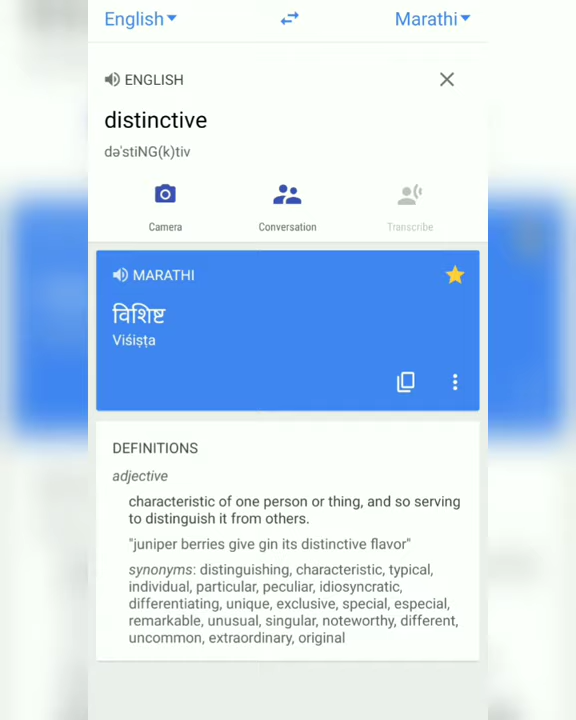 English Marathi
ENGLISH
distinctive
də'stiNG(k)tiv
Camera Conversation Transcribe
MARATHI
विशिष्ट
Viśiṣṭa
DEFINITIONS
adjective
characteristic of one person or thing, and so serving
to distinguish it from others.
"juniper berries give gin its distinctive flavor"
synonyms: distinguishing, characteristic, typical,
individual, particular, peculiar, idiosyncratic,
differentiating, unique, exclusive, special, especial,
remarkable, unusual, singular, noteworthy, different,
uncommon, extraordinary, original